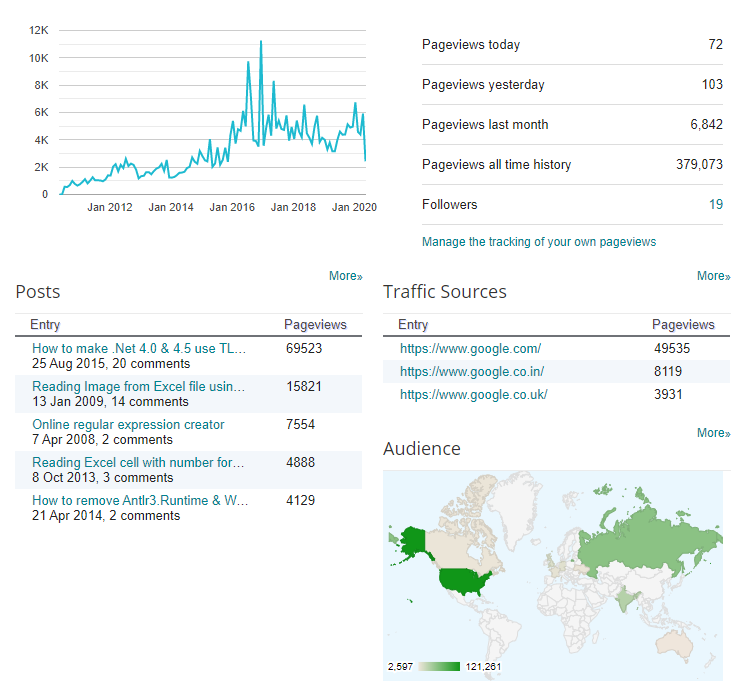 12K
10K
8K
6K
4K
2K
0
Jan 2012 Jan 2014 Jan 2016 Jan 2018 Jan 2020
Pageviews today 72
Pageviews yesterday 103
Pageviews last month 6,842
Pageviews all time history 379,073
Followers 19
Manage the tracking of your own pageviews
More»
Posts
Entry Pageviews
How to make .Net 4.0 & 4.5 use TL... 69523
25 Aug 2015, 20 comments
Reading Image from Excel file usin... 15821
13 Jan 2009, 14 comments
Online regular expression creator 7554
7 Apr 2008, 2 comments
Reading Excel cell with number for... 4888
8 Oct 2013, 3 comments
How to remove Antlr3.Runtime & W... 4129
21 Apr 2014, 2 comments
More»
Traffic Sources
Entry Pageviews
https://www.google.com/ 49535
https://www.google.co.in/ 8119
https://www.google.co.uk/ 3931
More»
Audience
2,597 121,261